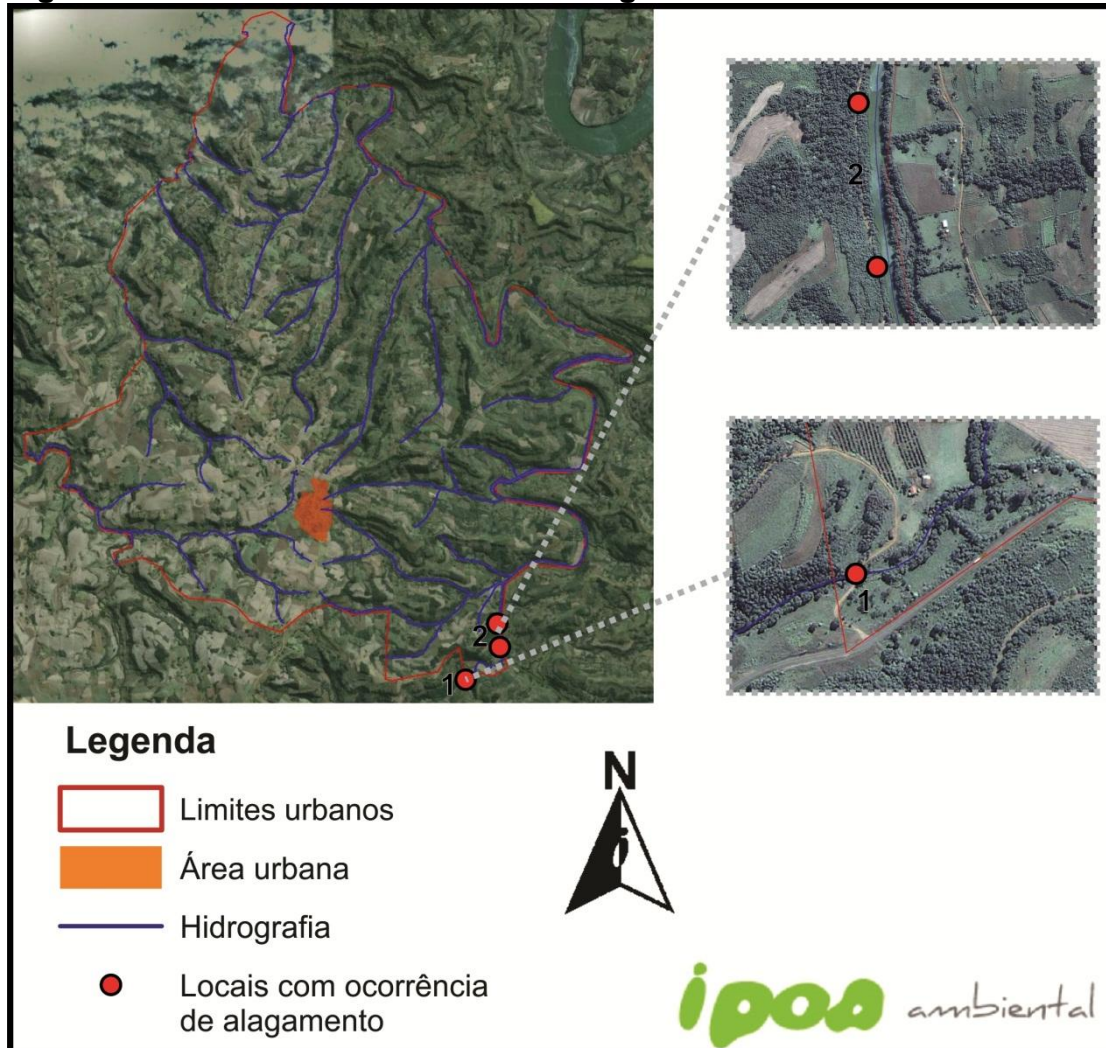 2
2
1
1
Legenda
Limites urbanos
Área urbana
Hidrografia
Locais com ocorrência
de alagamento
N
ipoa ambiental